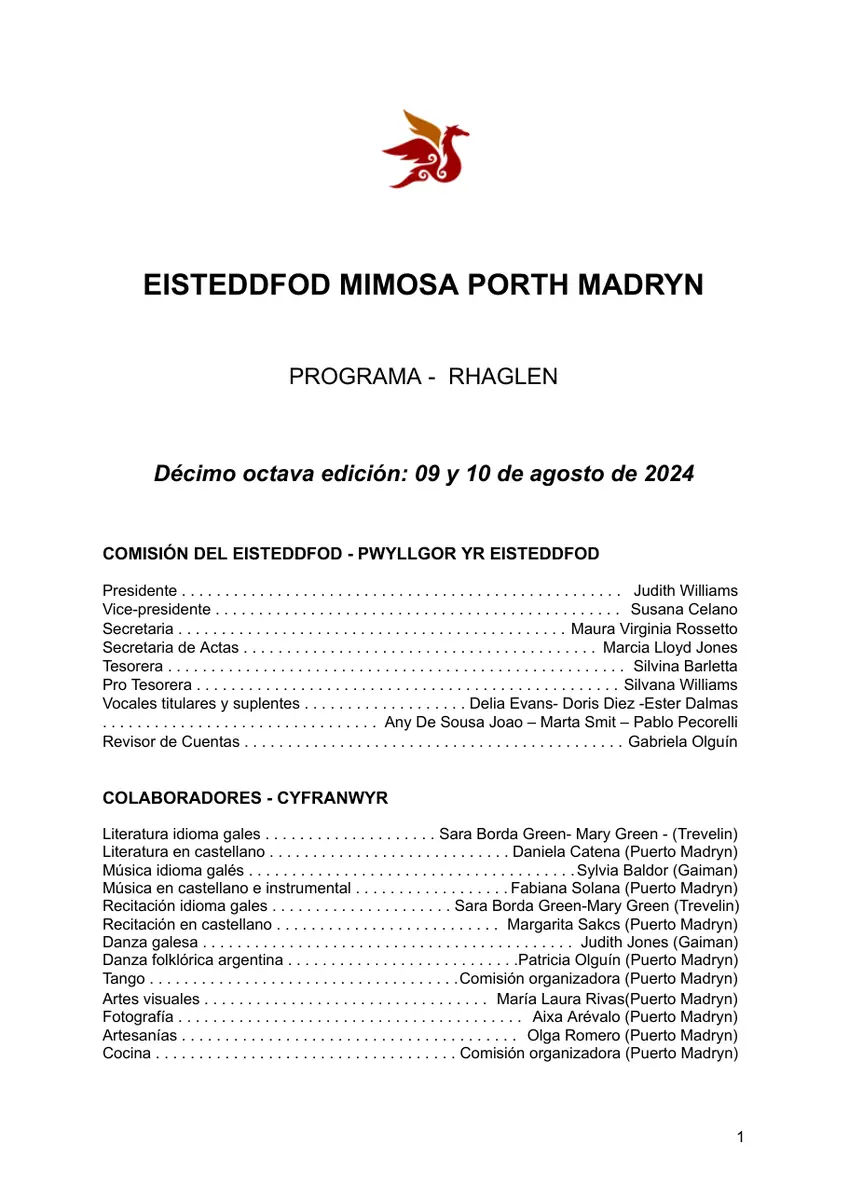 EISTEDDFOD MIMOSA PORTH MADRYN
PROGRAMA - RHAGLEN
Décimo octava edición: 09 y 10 de agosto de 2024
COMISIÓN DEL EISTEDDFOD - PWYLLGOR YR EISTEDDFOD
Presidente . . . . . . . . . . . . . . . . . . . . . . . . . . . . . . . . . . . . . . . . . . . . . . . . . . . Judith Williams
Vice-presidente . . . . . . . . . . . . . . . . . . . . . . . . . . . . . . . . . . . . . . . . . . . . . . . Susana Celano
Secretaria . . . . . . . . . . . . . . . . . . . . . . . . . . . . . . . . . . . . . . . . . . . . . Maura Virginia Rossetto
Secretaria de Actas . . . . . . . . . . . . . . . . . . . . . . . . . . . . . . . . . . . . . . . . . Marcia Lloyd Jones
Tesorera . . . . . . . . . . . . . . . . . . . . . . . . . . . . . . . . . . . . . . . . . . . . . . . . . . . . . Silvina Barletta
Pro Tesorera . . . . . . . . . . . . . . . . . . . . . . . . . . . . . . . . . . . . . . . . . . . . . . . . . Silvana Williams
Vocales titulares y suplentes . . . . . . . . . . . . . . . . . . . Delia Evans- Doris Diez -Ester Dalmas
. . . . . . . . . . . . . . . . . . . . . . . . . . . . . . . . Any De Sousa Joao – Marta Smit – Pablo Pecorelli
Revisor de Cuentas . . . . . . . . . . . . . . . . . . . . . . . . . . . . . . . . . . . . . . . . . . . . Gabriela Olguín
COLABORADORES - CYFRANWYR
Literatura idioma gales . . . . . . . . . . . . . . . . . . . . Sara Borda Green- Mary Green - (Trevelin)
Literatura en castellano . . . . . . . . . . . . . . . . . . . . . . . . . . . . Daniela Catena (Puerto Madryn)
Música idioma galés . . . . . . . . . . . . . . . . . . . . . . . . . . . . . . . . . . . . . . Sylvia Baldor (Gaiman)
Música en castellano e instrumental . . . . . . . . . . . . . . . . . . Fabiana Solana (Puerto Madryn)
Recitación idioma gales . . . . . . . . . . . . . . . . . . . . . Sara Borda Green-Mary Green (Trevelin)
Recitación en castellano . . . . . . . . . . . . . . . . . . . . . . . . . . Margarita Sakcs (Puerto Madryn)
Danza galesa . . . . . . . . . . . . . . . . . . . . . . . . . . . . . . . . . . . . . . . . . . . Judith Jones (Gaiman)
Danza folklórica argentina . . . . . . . . . . . . . . . . . . . . . . . . . . .Patricia Olguín (Puerto Madryn)
Tango . . . . . . . . . . . . . . . . . . . . . . . . . . . . . . . . . . . .Comisión organizadora (Puerto Madryn)
Artes visuales . . . . . . . . . . . . . . . . . . . . . . . . . . . . . . . . . María Laura Rivas(Puerto Madryn)
Fotografía . . . . . . . . . . . . . . . . . . . . . . . . . . . . . . . . . . . . . . . . Aixa Arévalo (Puerto Madryn)
Artesanías . . . . . . . . . . . . . . . . . . . . . . . . . . . . . . . . . . . . . . . Olga Romero (Puerto Madryn)
Cocina . . . . . . . . . . . . . . . . . . . . . . . . . . . . . . . . . . . Comisión organizadora (Puerto Madryn)
1